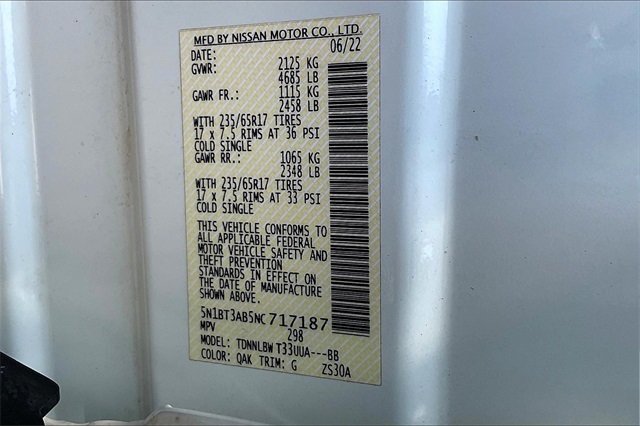 MFD BY NISSAN MOTOR CO., LTD.
DATE: 06/22
GVWR: 2125 KG
4685 LB
GAWR FR.: 1115 KG
2458 LB
WITH 235/65R17 TIRES
17 x 7.5 RIMS AT 36 PSI
COLD SINGLE
GAWR RR.: 1065 KG
2348 LB
WITH 235/65R17 TIRES
17 x 7.5 RIMS AT 33 PSI
COLD SINGLE
THIS VEHICLE CONFORMS TO
ALL APPLICABLE FEDERAL
MOTOR VEHICLE SAFETY AND
THEFT PREVENTION
STANDARDS IN EFFECT ON
THE DATE OF MANUFACTURE
SHOWN ABOVE.
5N1BT3AB5NC717187
MPV 298
MODEL: TDNNLBW T33UUA---BB
COLOR: QAK TRIM: G ZS30A